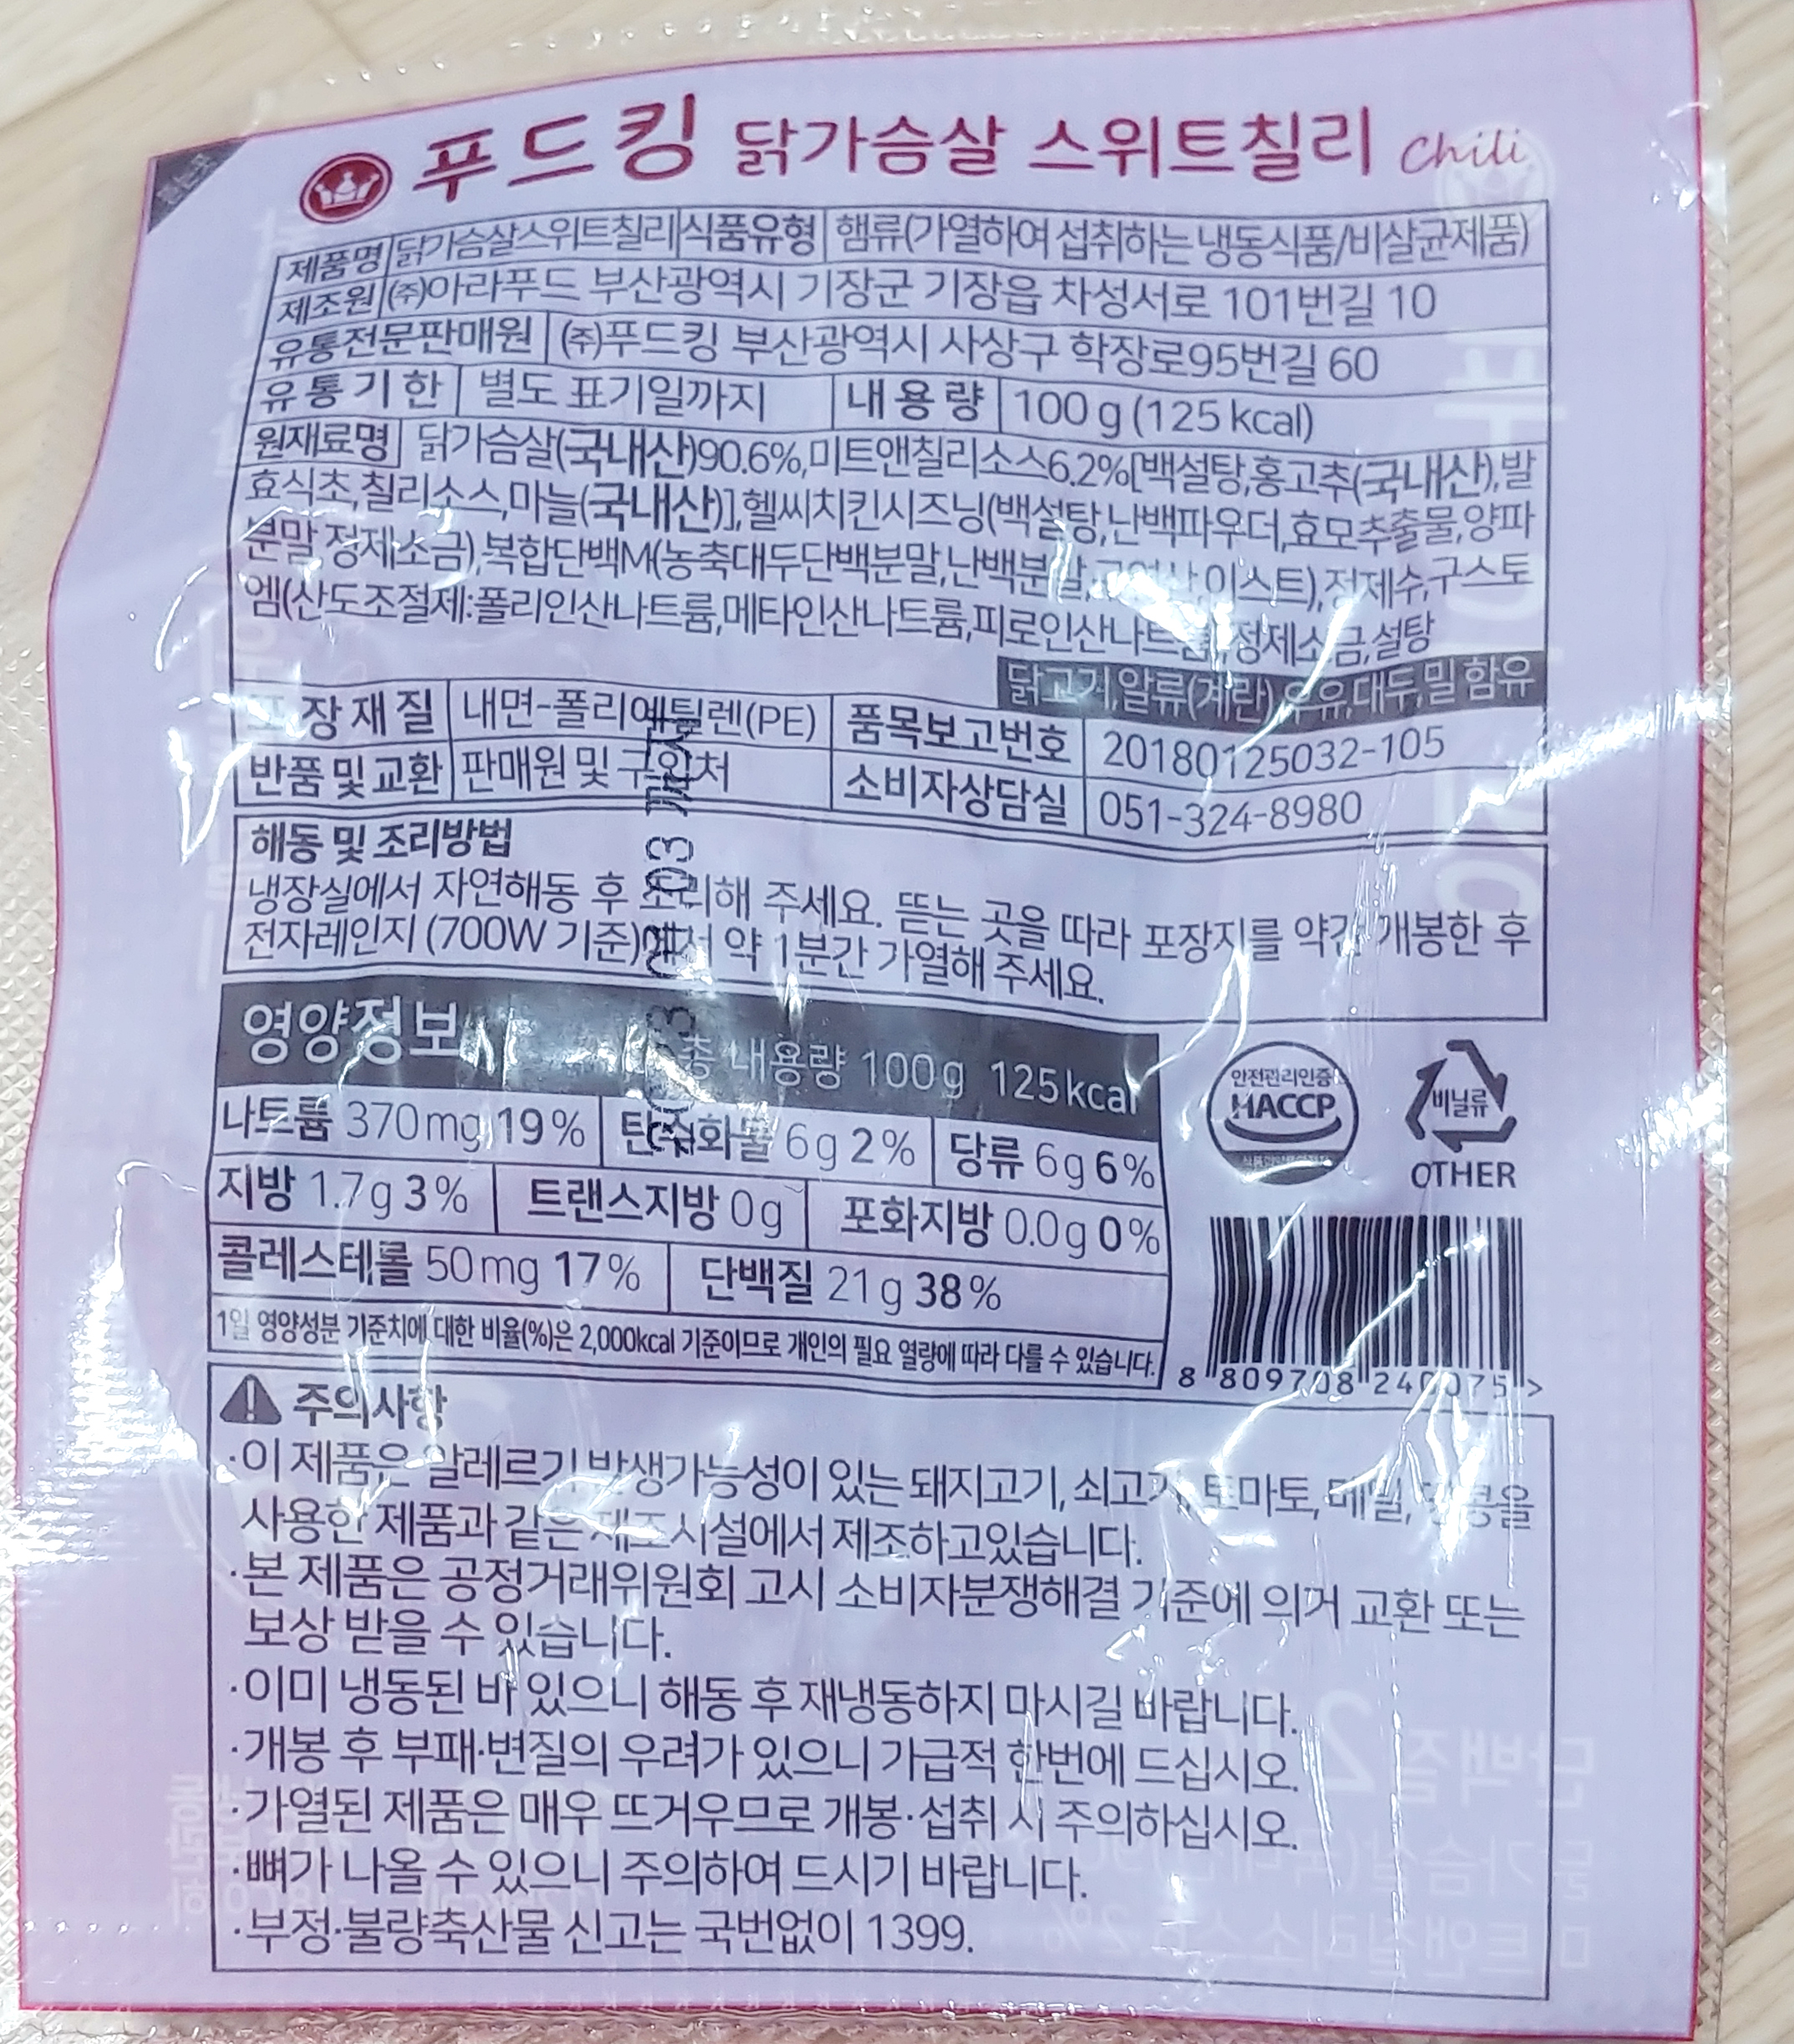 푸드킹 닭가슴살 스위트칠리 Chili
제품명 닭가슴살스위트칠리 식품유형 햄류(가열하여 섭취하는 냉동식품/비살균제품)
제조원 (주)아라푸드 부산광역시 기장군 기장읍 차성서로 101번길 10
유통전문판매원 (주)푸드킹 부산광역시 사상구 학장로95번길 60
유통기한 별도 표기일까지 내용량 100 g (125 kcal)
원재료명 닭가슴살(국내산)90.6%,미트앤칠리소스6.2%[백설탕,홍고추(국내산),발
효식초,칠리소스,마늘(국내산)],헬씨치킨시즈닝(백설탕,난백파우더,효모추출물,양파
분말,정제소금),복합단백M(농축대두단백분말,난백분말,이스트),정제수,구스토
엠(산도조절제:폴리인산나트륨,메타인산나트륨,피로인산나트륨),정제소금,설탕
닭고기,알류(계란),우유,대두,밀 함유
포장재질 내면-폴리에틸렌(PE) 품목보고번호 20180125032-105
반품 및 교환 판매원 및 구입처 소비자상담실 051-324-8980
해동 및 조리방법
냉장실에서 자연해동 후 조리해 주세요. 뜯는 곳을 따라 포장지를 약간 개봉한 후
전자레인지 (700W 기준)에서 약 1분간 가열해 주세요.
영양정보 총 내용량 100g 125kcal
나트륨 370mg 19% 탄수화물 6g 2% 당류 6g 6%
지방 1.7g 3% 트랜스지방 0g 포화지방 0.0g 0%
콜레스테롤 50mg 17% 단백질 21g 38%
1일 영양성분 기준치에 대한 비율(%)은 2,000kcal 기준이므로 개인의 필요 열량에 따라 다를 수 있습니다.
안전관리인증
HACCP
비닐류
OTHER
8 809708 240075 >
주의사항
·이 제품은 알레르기 발생가능성이 있는 돼지고기, 쇠고기, 토마토, 메밀, 땅콩을
사용한 제품과 같은 제조시설에서 제조하고있습니다.
·본 제품은 공정거래위원회 고시 소비자분쟁해결 기준에 의거 교환 또는
보상 받을 수 있습니다.
·이미 냉동된 바 있으니 해동 후 재냉동하지 마시길 바랍니다.
·개봉 후 부패·변질의 우려가 있으니 가급적 한번에 드십시오.
·가열된 제품은 매우 뜨거우므로 개봉·섭취 시 주의하십시오.
·뼈가 나올 수 있으니 주의하여 드시기 바랍니다.
·부정·불량축산물 신고는 국번없이 1399.